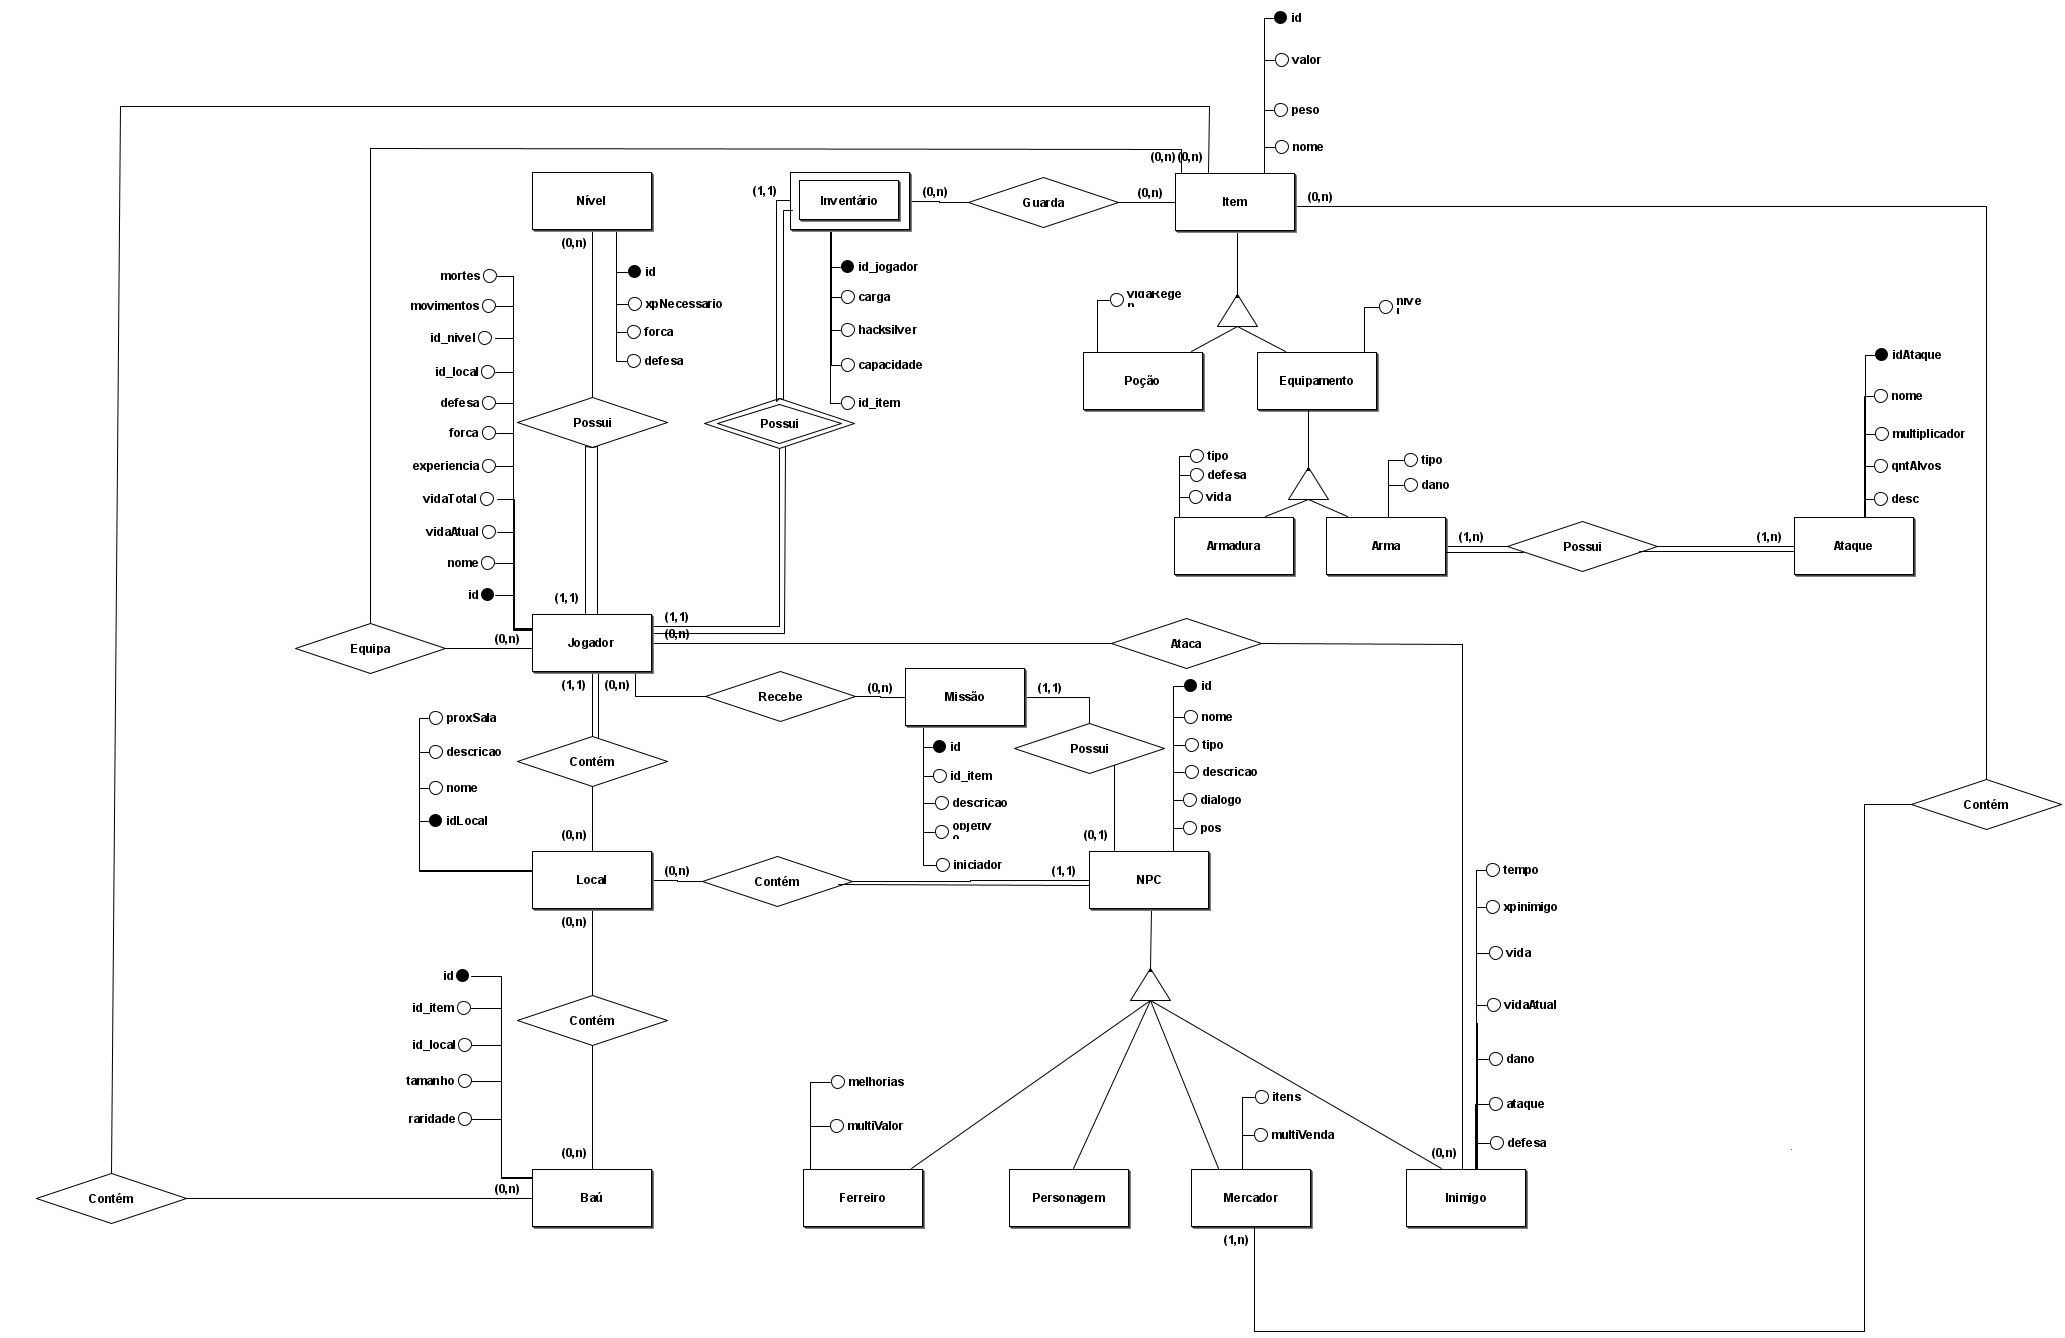 id
valor
peso
nome
(0,n) (0,n)
Nível
(0,n)
id
xpNecessario
forca
defesa
(1,1)
Inventário
(0,n)
Guarda
(0,n)
Item
(0,n)
id_jogador
carga
hacksilver
capacidade
id_item
mortes
movimentos
id_nivel
id_local
defesa
forca
experiencia
vidaTotal
vidaAtual
nome
id
Possui
Possui
vidaRege
n
nive
l
Poção
Equipamento
tipo
defesa
vida
tipo
dano
Armadura
Arma
(1,n)
Possui
(1,n)
Ataque
idAtaque
nome
multiplicador
qntAlvos
desc
(1,1)
Equipa
(0,n)
Jogador
(1,1)
(0,n)
Ataca
(1,1)
(0,n)
Recebe
(0,n)
Missão
(1,1)
Possui
id
id_item
descricao
objetiv
o
iniciador
id
nome
tipo
descricao
dialogo
pos
proxSala
descricao
nome
idLocal
Contém
(0,n)
Local
(0,n)
Contém
(1,1)
(0,1)
NPC
Contém
(0,n)
Contém
id
id_item
id_local
tamanho
raridade
(0,n)
Contém
(0,n)
Baú
melhorias
multiValor
Ferreiro
Personagem
itens
multiVenda
Mercador
(1,n)
tempo
xpinimigo
vida
vidaAtual
dano
ataque
defesa
(0,n)
Inimigo